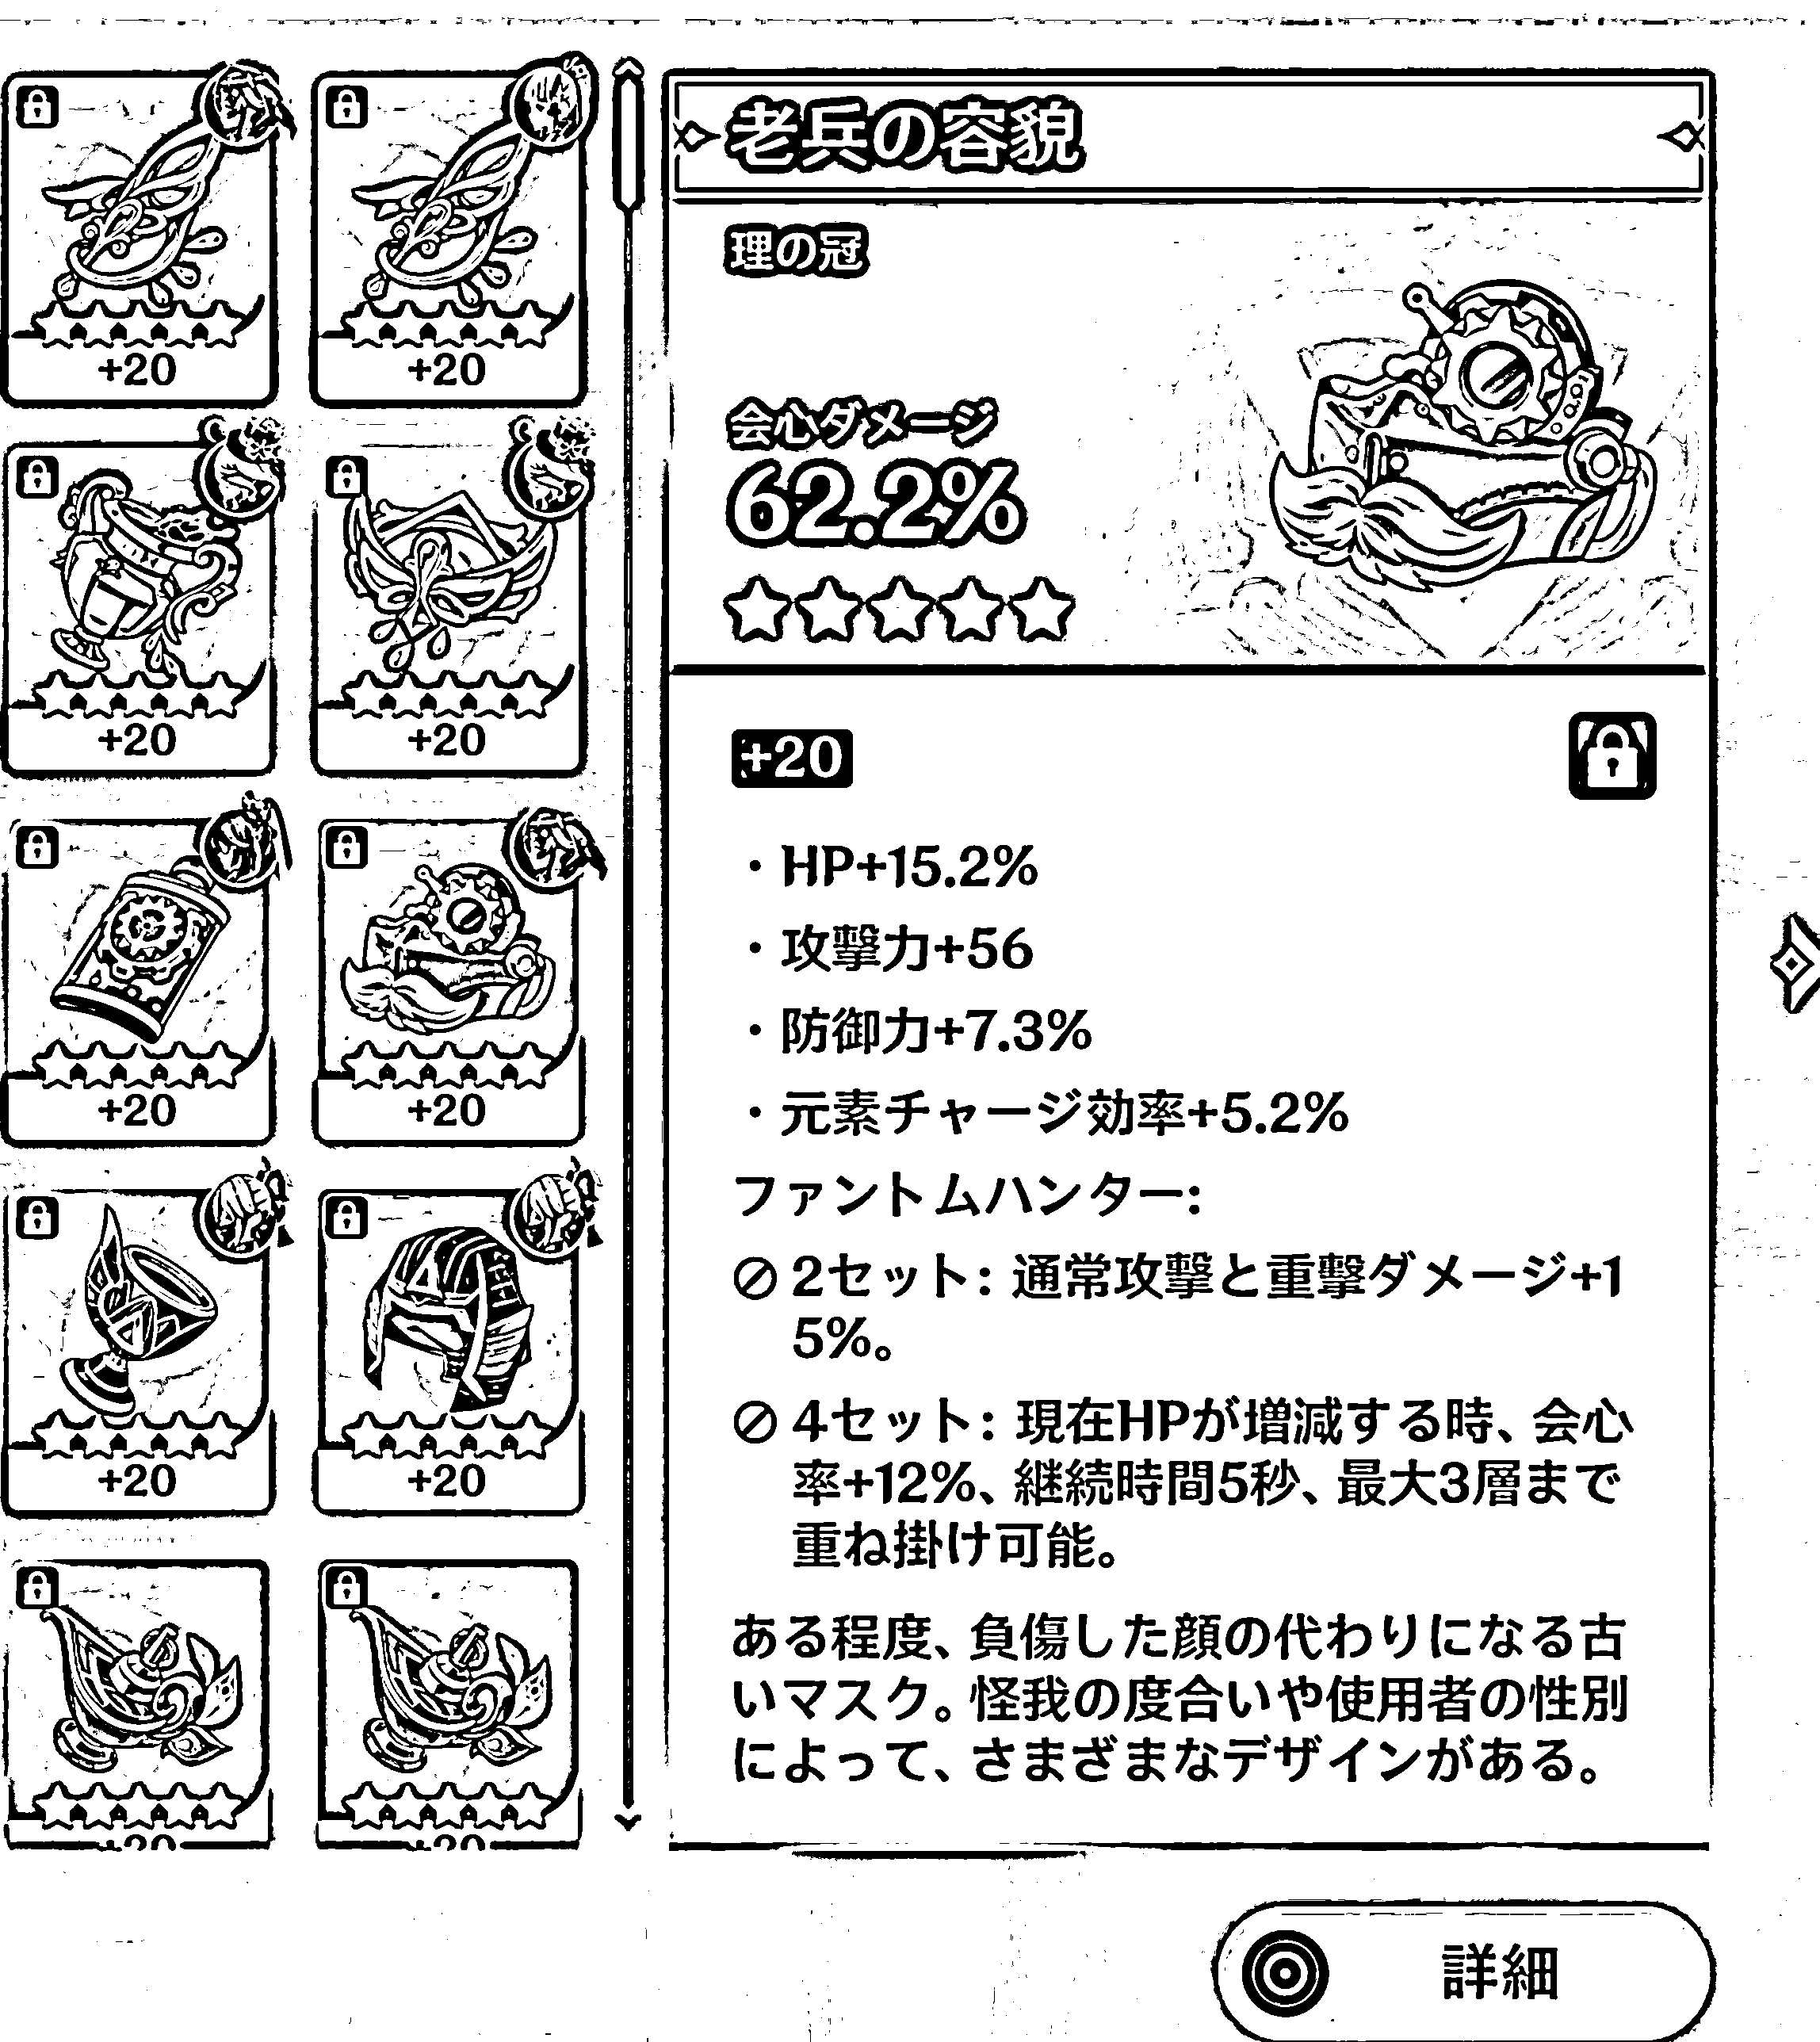 +20
+20
+20
+20
+20
+20
+20
+20
+20
+20
老兵の容貌
理の冠
会心ダメージ
62.2%
+20
・HP+15.2%
・攻撃力+56
・防御力+7.3%
・元素チャージ効率+5.2%
ファントムハンター:
2セット: 通常攻撃と重撃ダメージ+1
5%。
4セット: 現在HPが増減する時、会心
率+12%、継続時間5秒、最大3層まで
重ね掛け可能。
ある程度、負傷した顔の代わりになる古
いマスク。怪我の度合いや使用者の性別
によって、さまざまなデザインがある。
詳細